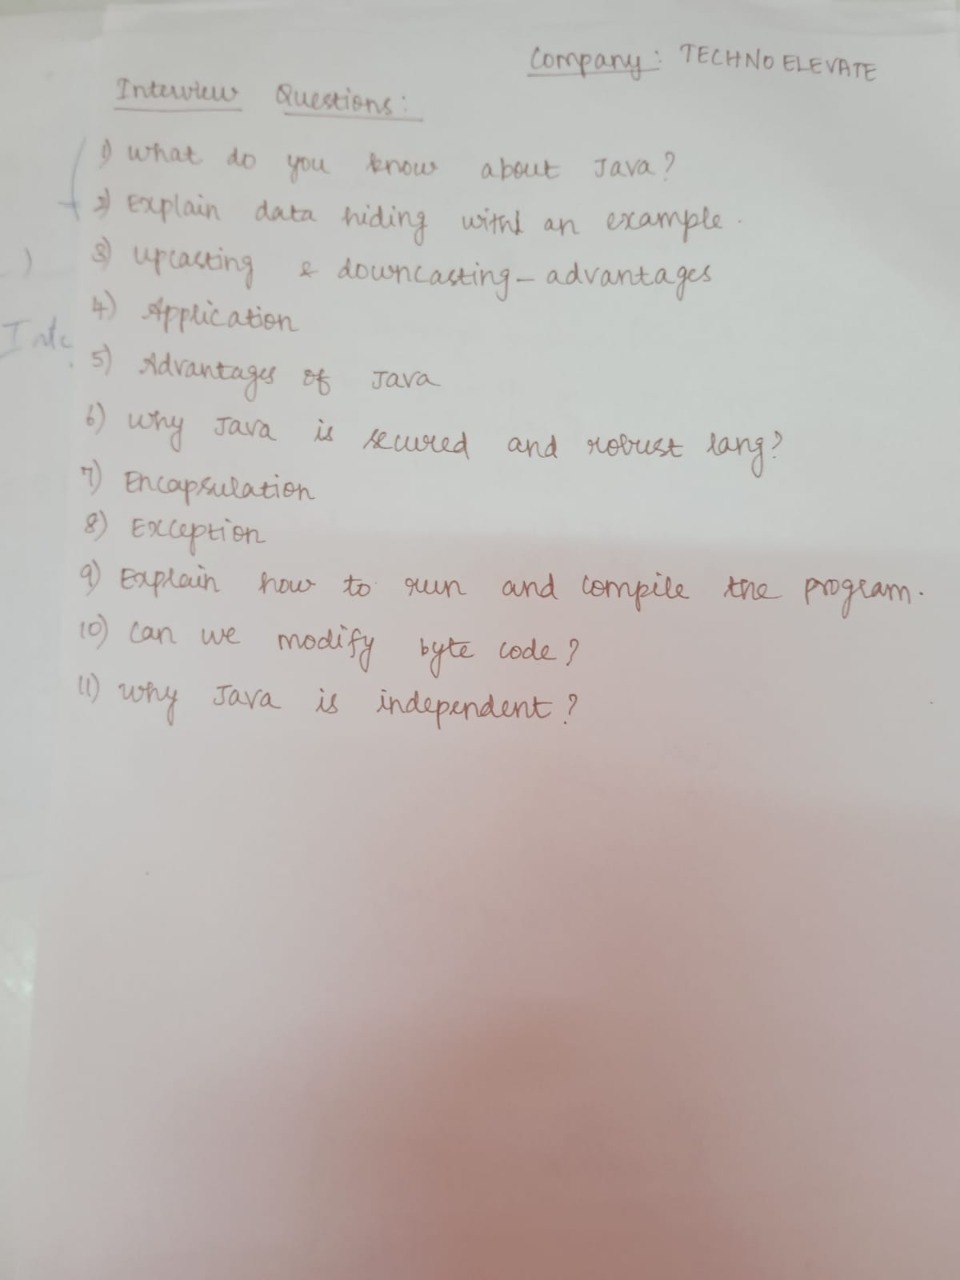 Company: TECHNO ELEVATE
Interview Questions:
1) What do you know about Java?
2) Explain data hiding with an example.
3) Upcasting & downcasting - advantages
4) Application
5) Advantages of Java
6) Why Java is secured and robust lang?
7) Encapsulation
8) Exception
9) Explain how to run and compile the program.
10) Can we modify byte code?
11) Why Java is independent?